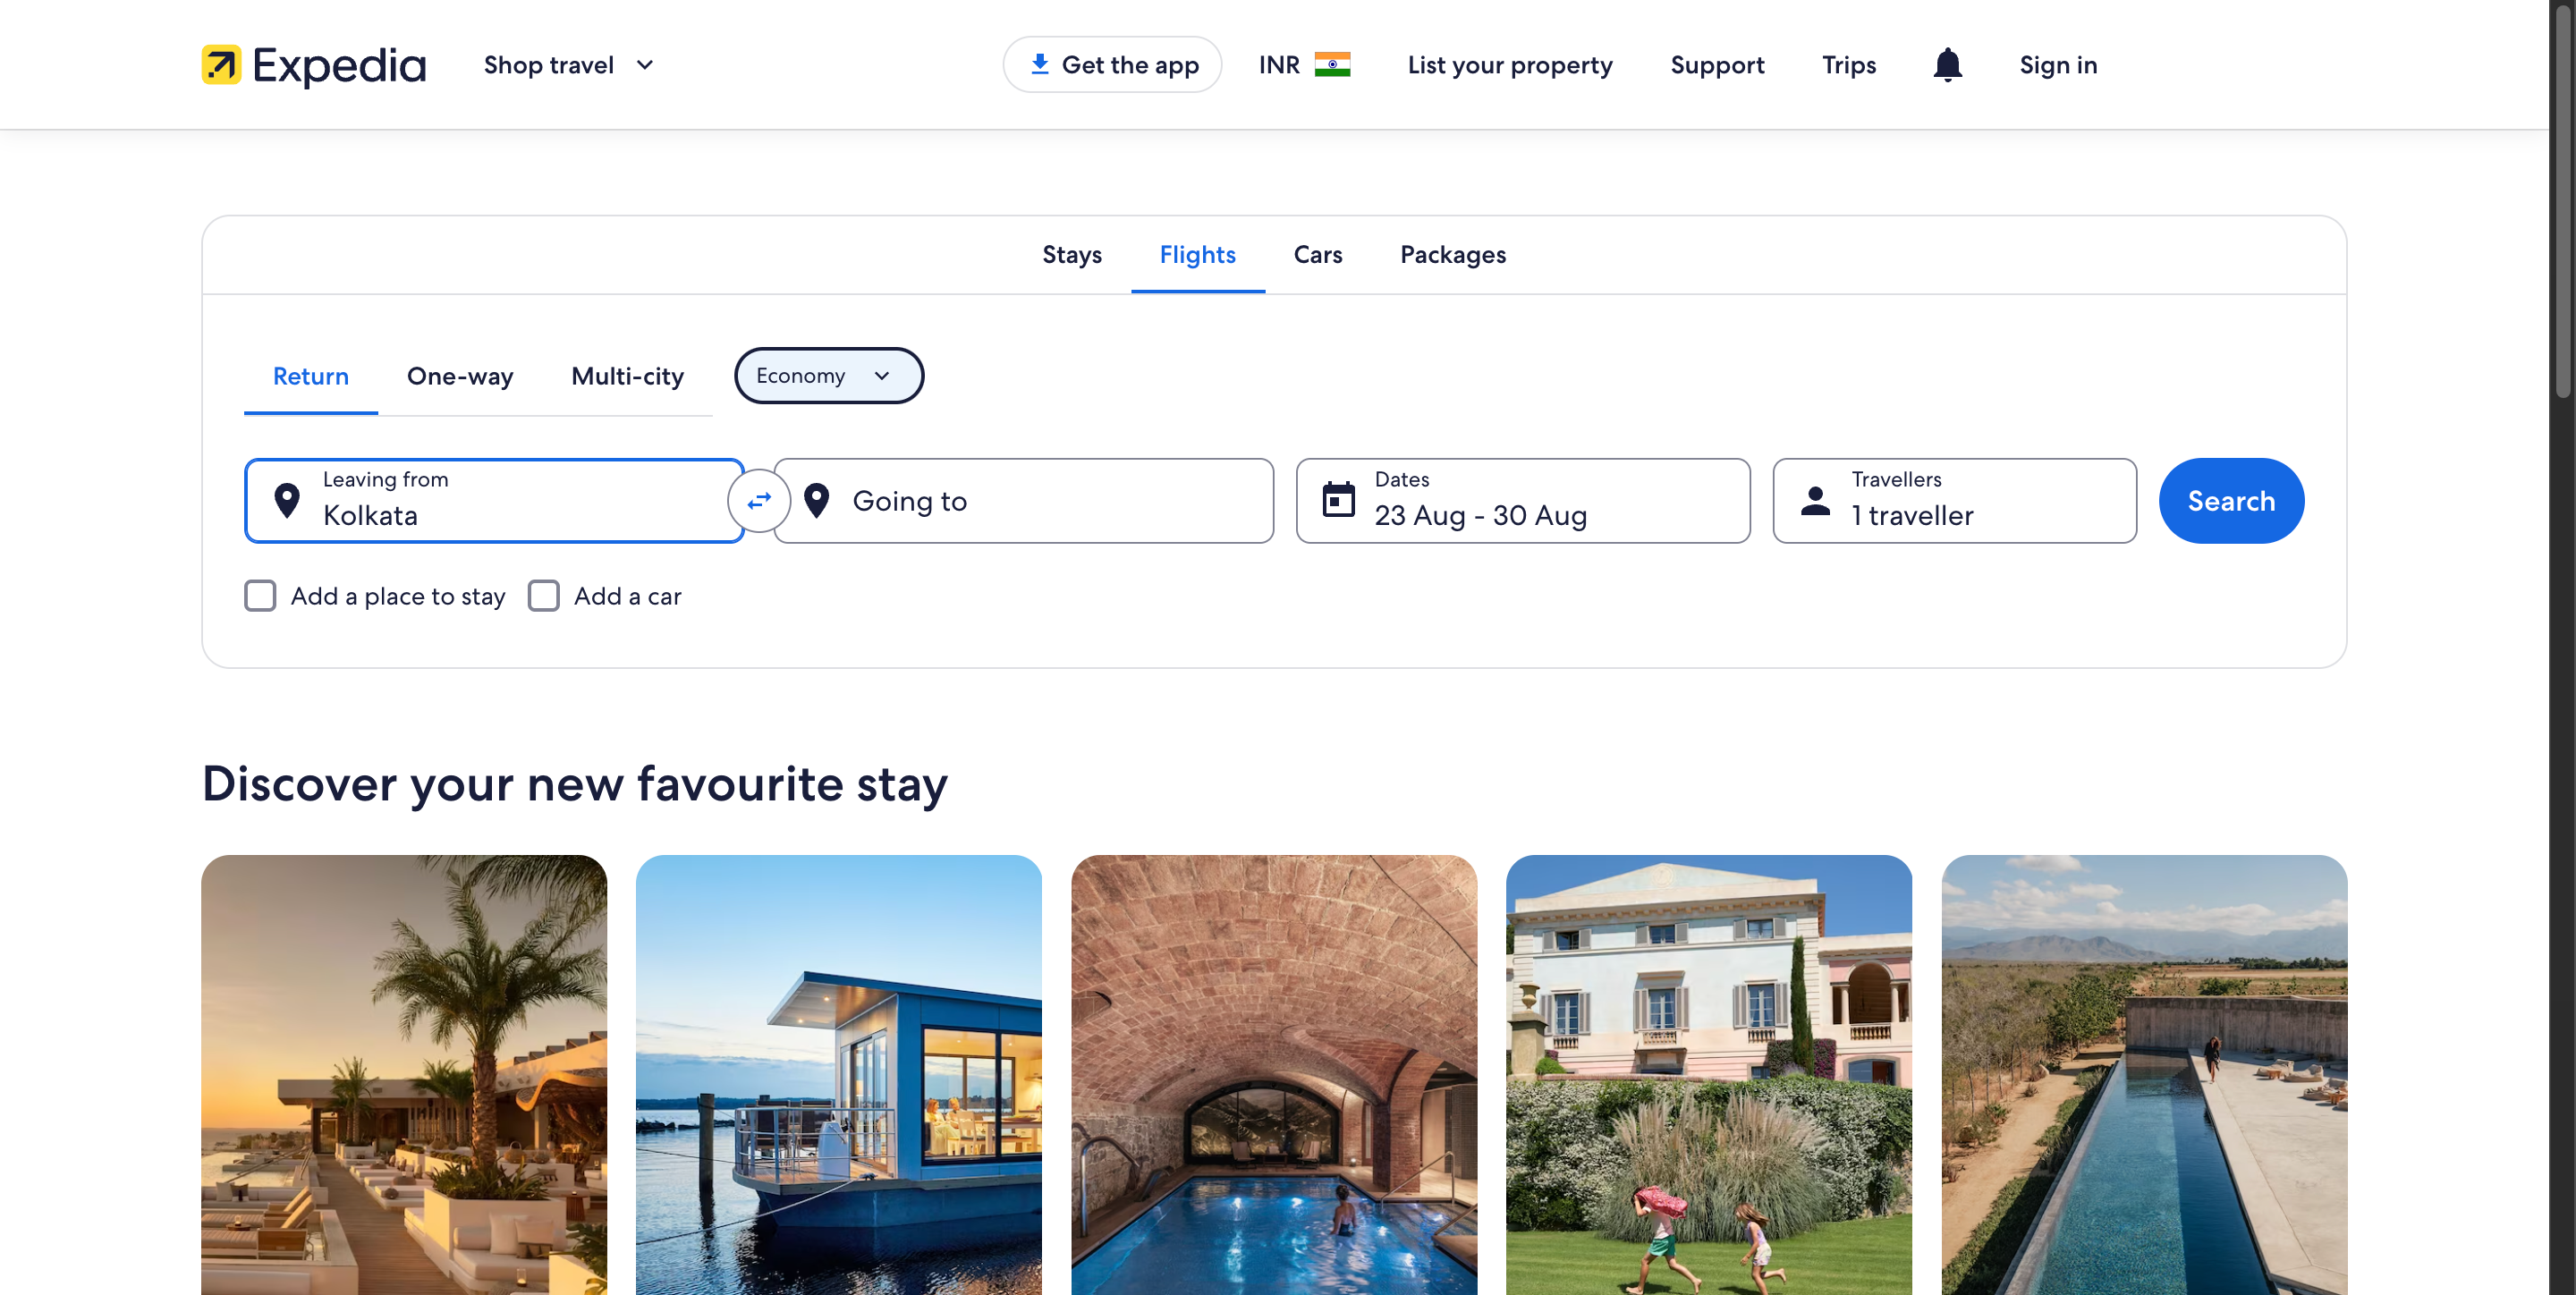 Expedia Shop travel Get the app INR List your property Support Trips Sign in
Stays Flights Cars Packages
Return One-way Multi-city Economy
Leaving from
Kolkata
Going to
Dates
23 Aug - 30 Aug
Travellers
1 traveller
Search
Add a place to stay Add a car
Discover your new favourite stay